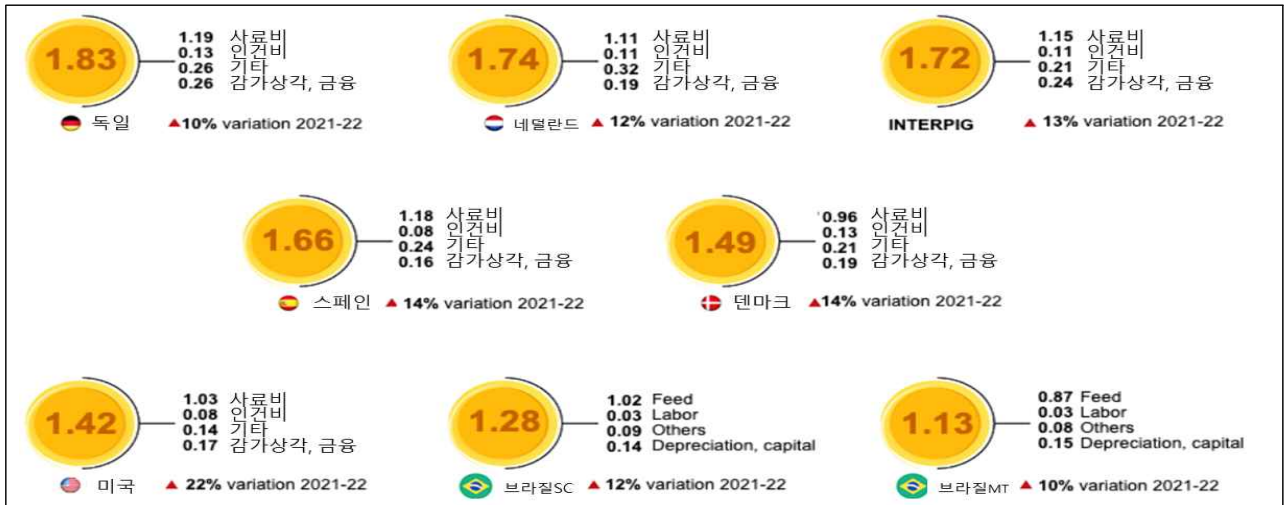 1.83
1.19 사료비
0.13 인건비
0.26 기타
0.26 감가상각, 금융
독일 ▲10% variation 2021-22
1.74
1.11 사료비
0.11 인건비
0.32 기타
0.19 감가상각, 금융
네덜란드 ▲ 12% variation 2021-22
1.72
1.15 사료비
0.11 인건비
0.21 기타
0.24 감가상각, 금융
INTERPIG ▲ 13% variation 2021-22
1.66
1.18 사료비
0.08 인건비
0.24 기타
0.16 감가상각, 금융
스페인 ▲ 14% variation 2021-22
1.49
0.96 사료비
0.13 인건비
0.21 기타
0.19 감가상각, 금융
덴마크 ▲14% variation 2021-22
1.42
1.03 사료비
0.08 인건비
0.14 기타
0.17 감가상각, 금융
미국 ▲ 22% variation 2021-22
1.28
1.02 Feed
0.03 Labor
0.09 Others
0.14 Depreciation, capital
브라질SC ▲ 12% variation 2021-22
1.13
0.87 Feed
0.03 Labor
0.08 Others
0.15 Depreciation, capital
브라질MT ▲ 10% variation 2021-22